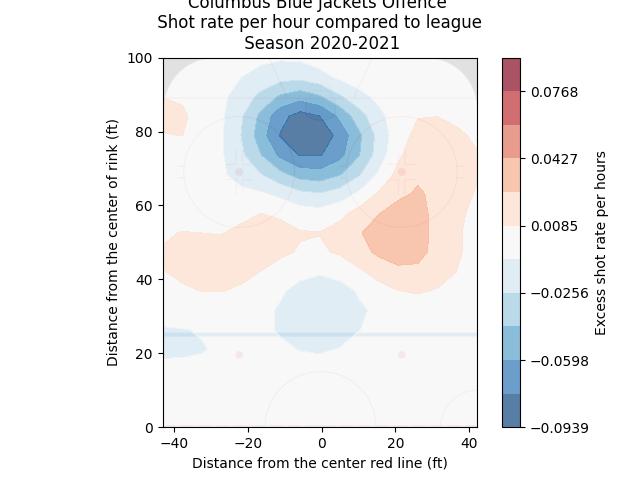 Columbus Blue Jackets Offence
Shot rate per hour compared to league
Season 2020-2021
100
80
60
40
20
0
−40
−20
0
20
40
Distance from the center of rink (ft)
Distance from the center red line (ft)
0.0768
0.0427
0.0085
−0.0256
−0.0598
−0.0939
Excess shot rate per hours